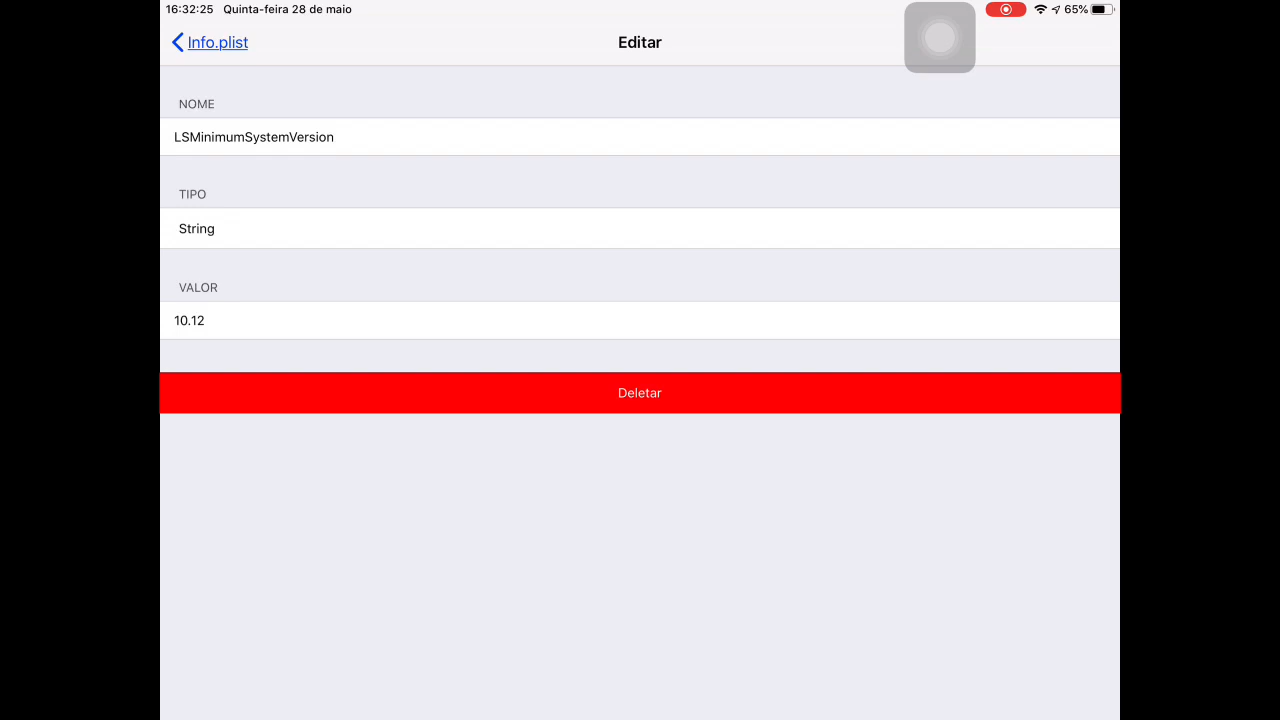 16:32:25 Quinta-feira 28 de maio 65%
Info.plist Editar
NOME
LSMinimumSystemVersion
TIPO
String
VALOR
10.12
Deletar